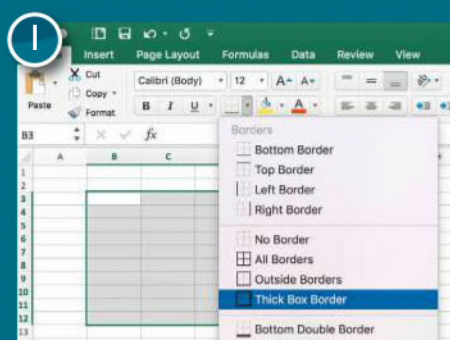 1
Insert Page Layout Formulas Data Review View
Paste
Cut
Copy
Format
Calibri (Body) 12 A A
B I U A
B3 fx
A B C
1
2
3
4
5
6
7
8
9
10
11
12
13
Borders
Bottom Border
Top Border
Left Border
Right Border
No Border
All Borders
Outside Borders
Thick Box Border
Bottom Double Border